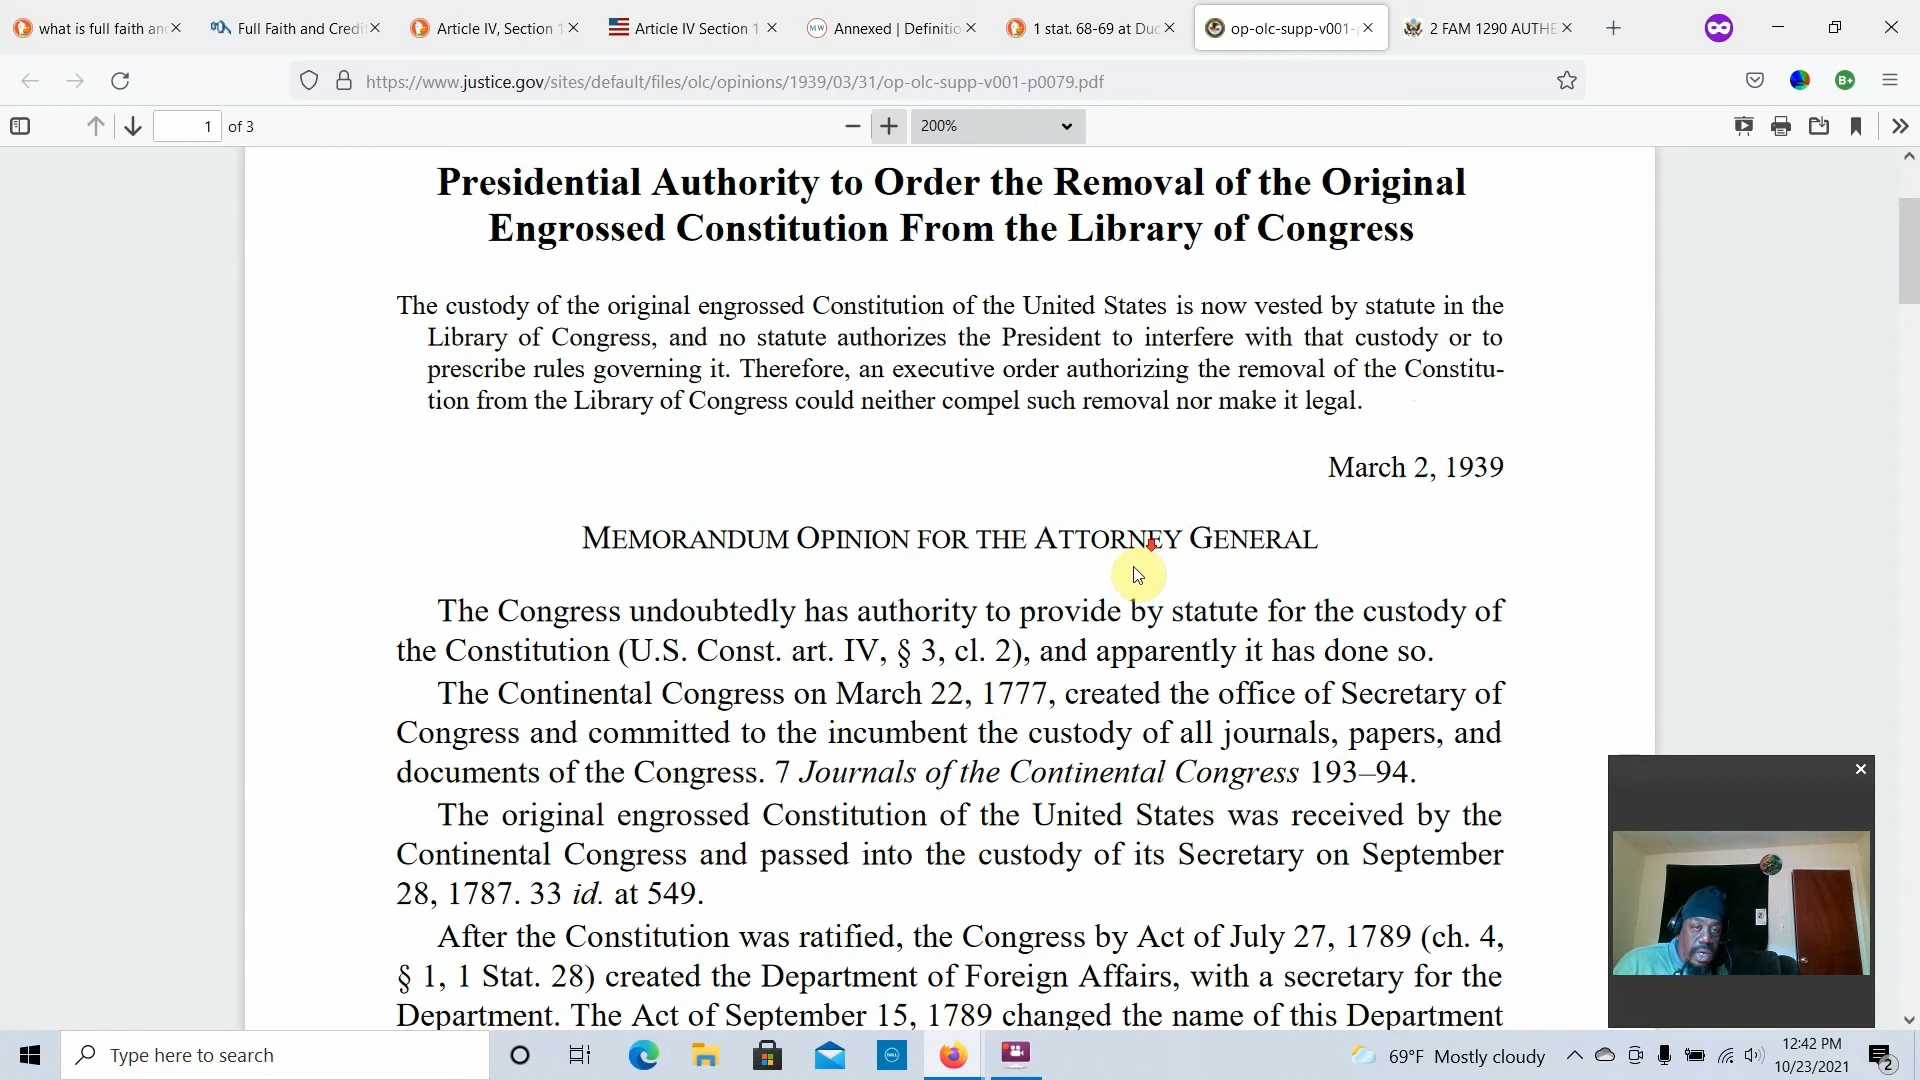 what is full faith an
Full Faith and Credi
Article IV, Section 1
Article IV Section 1
Annexed | Definitio
1 stat. 68-69 at Duc
op-olc-supp-v001-
2 FAM 1290 AUTHE
https://www.justice.gov/sites/default/files/olc/opinions/1939/03/31/op-olc-supp-v001-p0079.pdf
B+
1 of 3
200%
Presidential Authority to Order the Removal of the Original
Engrossed Constitution From the Library of Congress
The custody of the original engrossed Constitution of the United States is now vested by statute in the
Library of Congress, and no statute authorizes the President to interfere with that custody or to
prescribe rules governing it. Therefore, an executive order authorizing the removal of the Constitu-
tion from the Library of Congress could neither compel such removal nor make it legal.
March 2, 1939
MEMORANDUM OPINION FOR THE ATTORNEY GENERAL
The Congress undoubtedly has authority to provide by statute for the custody of
the Constitution (U.S. Const. art. IV, § 3, cl. 2), and apparently it has done so.
The Continental Congress on March 22, 1777, created the office of Secretary of
Congress and committed to the incumbent the custody of all journals, papers, and
documents of the Congress. 7 Journals of the Continental Congress 193–94.
The original engrossed Constitution of the United States was received by the
Continental Congress and passed into the custody of its Secretary on September
28, 1787. 33 id. at 549.
After the Constitution was ratified, the Congress by Act of July 27, 1789 (ch. 4,
§ 1, 1 Stat. 28) created the Department of Foreign Affairs, with a secretary for the
Department. The Act of September 15, 1789 changed the name of this Department
Type here to search
DELL
69°F Mostly cloudy
12:42 PM
10/23/2021
2